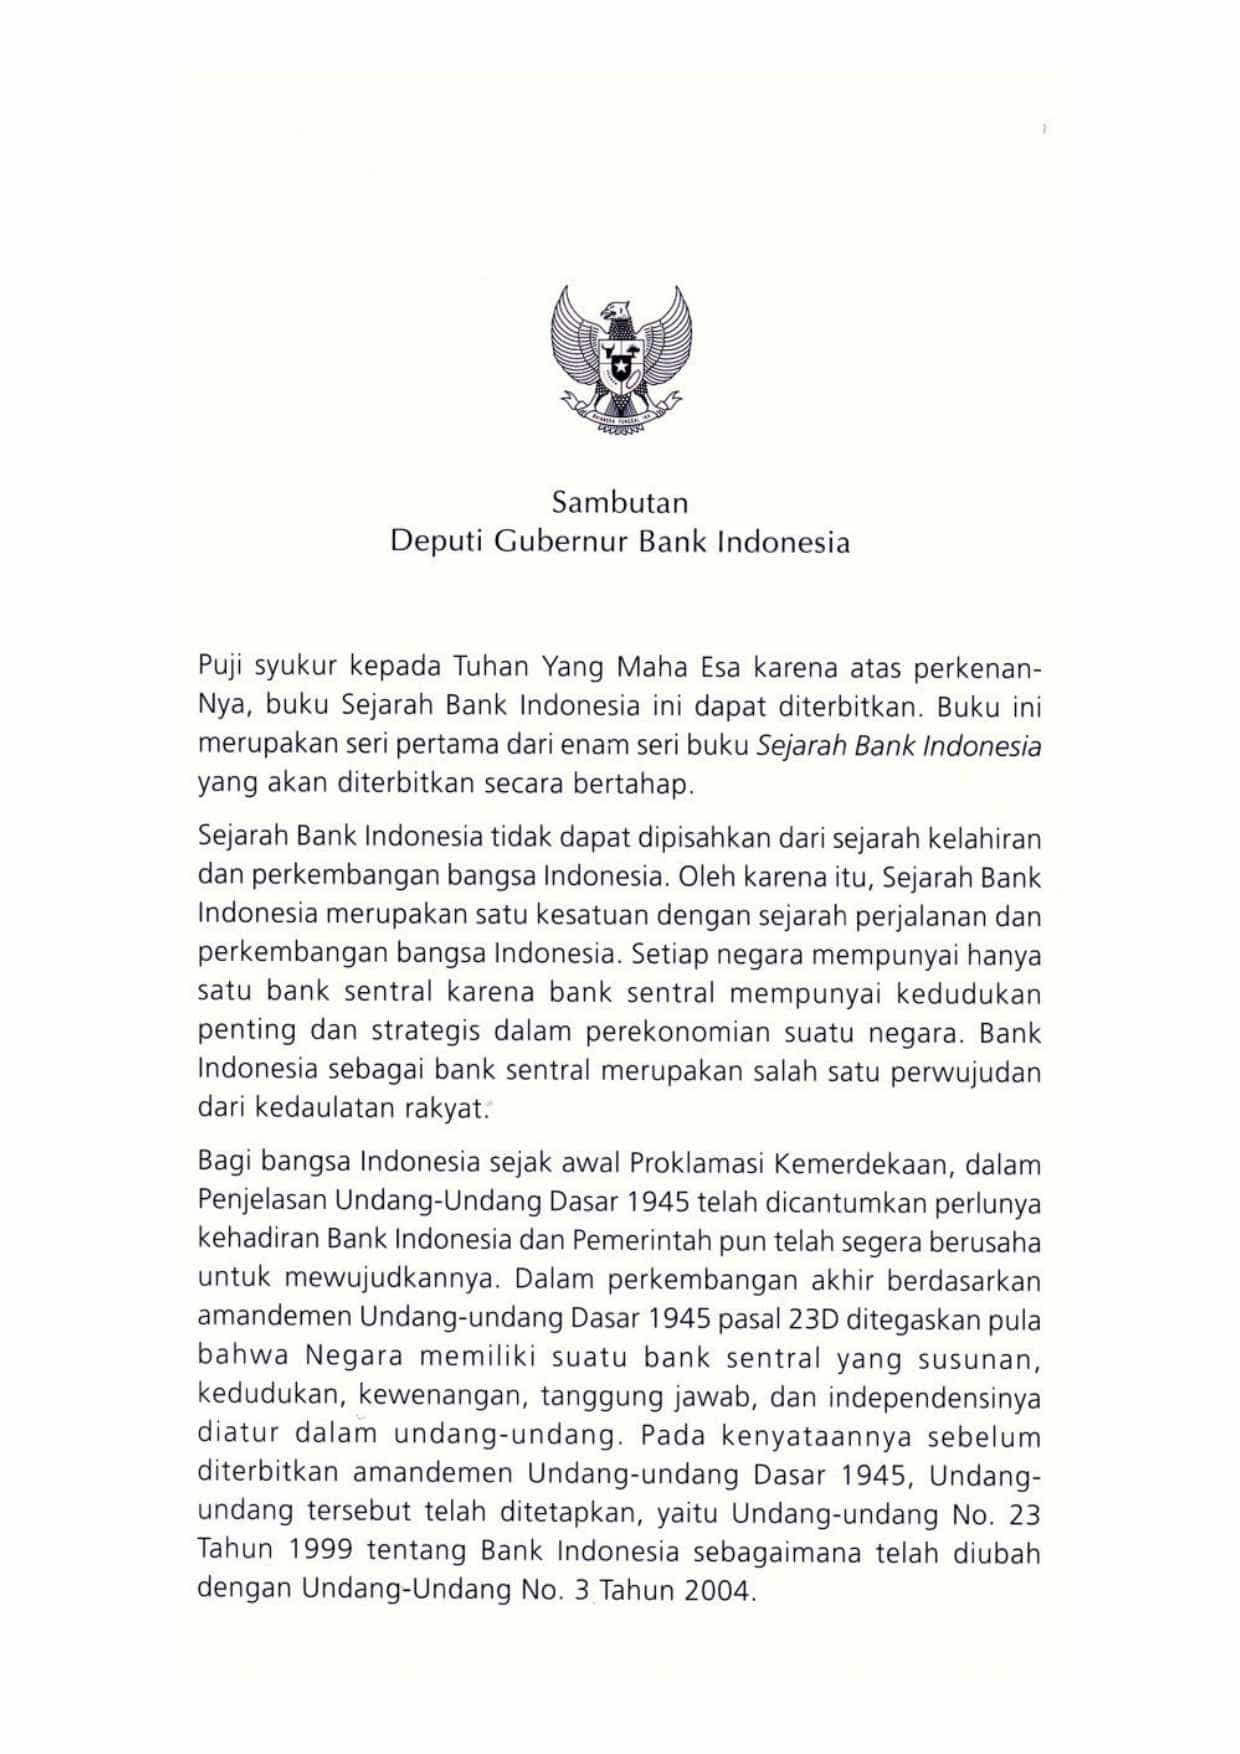 BHINNEKA TUNGGAL IKA
Sambutan
Deputi Gubernur Bank Indonesia
Puji syukur kepada Tuhan Yang Maha Esa karena atas perkenan-
Nya, buku Sejarah Bank Indonesia ini dapat diterbitkan. Buku ini
merupakan seri pertama dari enam seri buku Sejarah Bank Indonesia
yang akan diterbitkan secara bertahap.
Sejarah Bank Indonesia tidak dapat dipisahkan dari sejarah kelahiran
dan perkembangan bangsa Indonesia. Oleh karena itu, Sejarah Bank
Indonesia merupakan satu kesatuan dengan sejarah perjalanan dan
perkembangan bangsa Indonesia. Setiap negara mempunyai hanya
satu bank sentral karena bank sentral mempunyai kedudukan
penting dan strategis dalam perekonomian suatu negara. Bank
Indonesia sebagai bank sentral merupakan salah satu perwujudan
dari kedaulatan rakyat.
Bagi bangsa Indonesia sejak awal Proklamasi Kemerdekaan, dalam
Penjelasan Undang-Undang Dasar 1945 telah dicantumkan perlunya
kehadiran Bank Indonesia dan Pemerintah pun telah segera berusaha
untuk mewujudkannya. Dalam perkembangan akhir berdasarkan
amandemen Undang-undang Dasar 1945 pasal 23D ditegaskan pula
bahwa Negara memiliki suatu bank sentral yang susunan,
kedudukan, kewenangan, tanggung jawab, dan independensinya
diatur dalam undang-undang. Pada kenyataannya sebelum
diterbitkan amandemen Undang-undang Dasar 1945, Undang-
undang tersebut telah ditetapkan, yaitu Undang-undang No. 23
Tahun 1999 tentang Bank Indonesia sebagaimana telah diubah
dengan Undang-Undang No. 3 Tahun 2004.